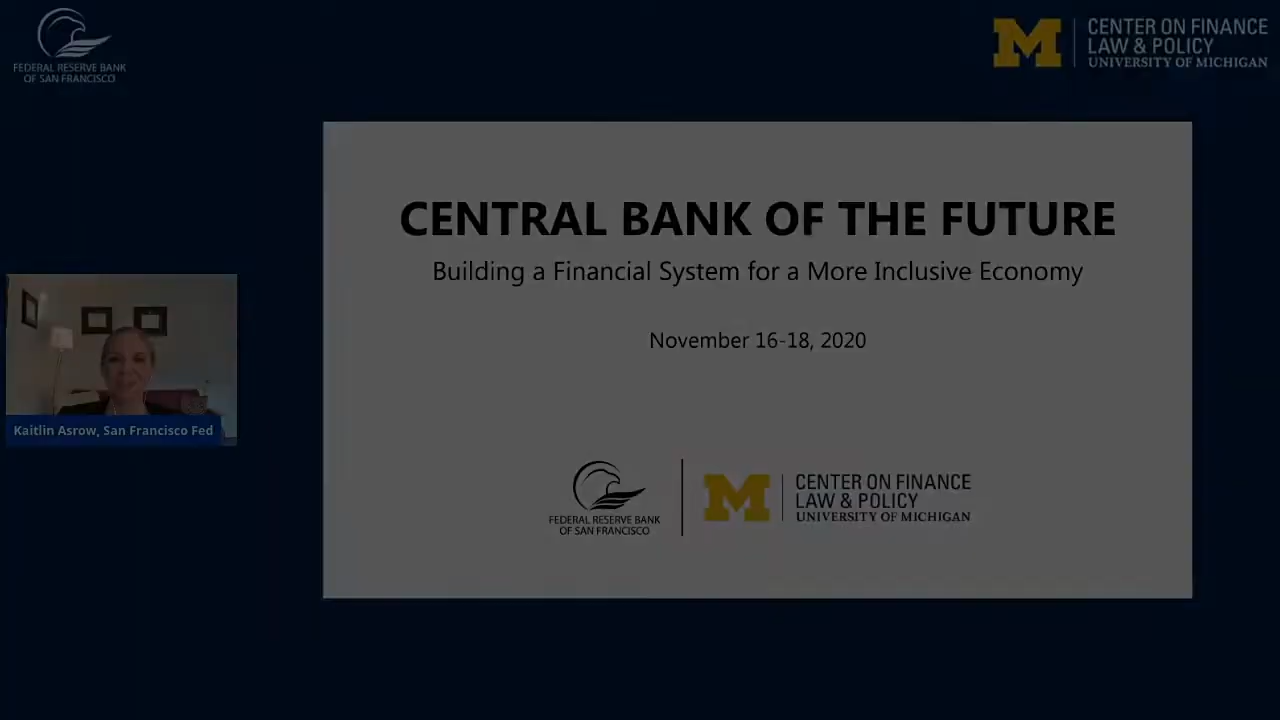 FEDERAL RESERVE BANK
OF SAN FRANCISCO
M
CENTER ON FINANCE
LAW & POLICY
UNIVERSITY OF MICHIGAN
CENTRAL BANK OF THE FUTURE
Building a Financial System for a More Inclusive Economy
November 16-18, 2020
Kaitlin Asrow, San Francisco Fed
FEDERAL RESERVE BANK
OF SAN FRANCISCO
M
CENTER ON FINANCE
LAW & POLICY
UNIVERSITY OF MICHIGAN